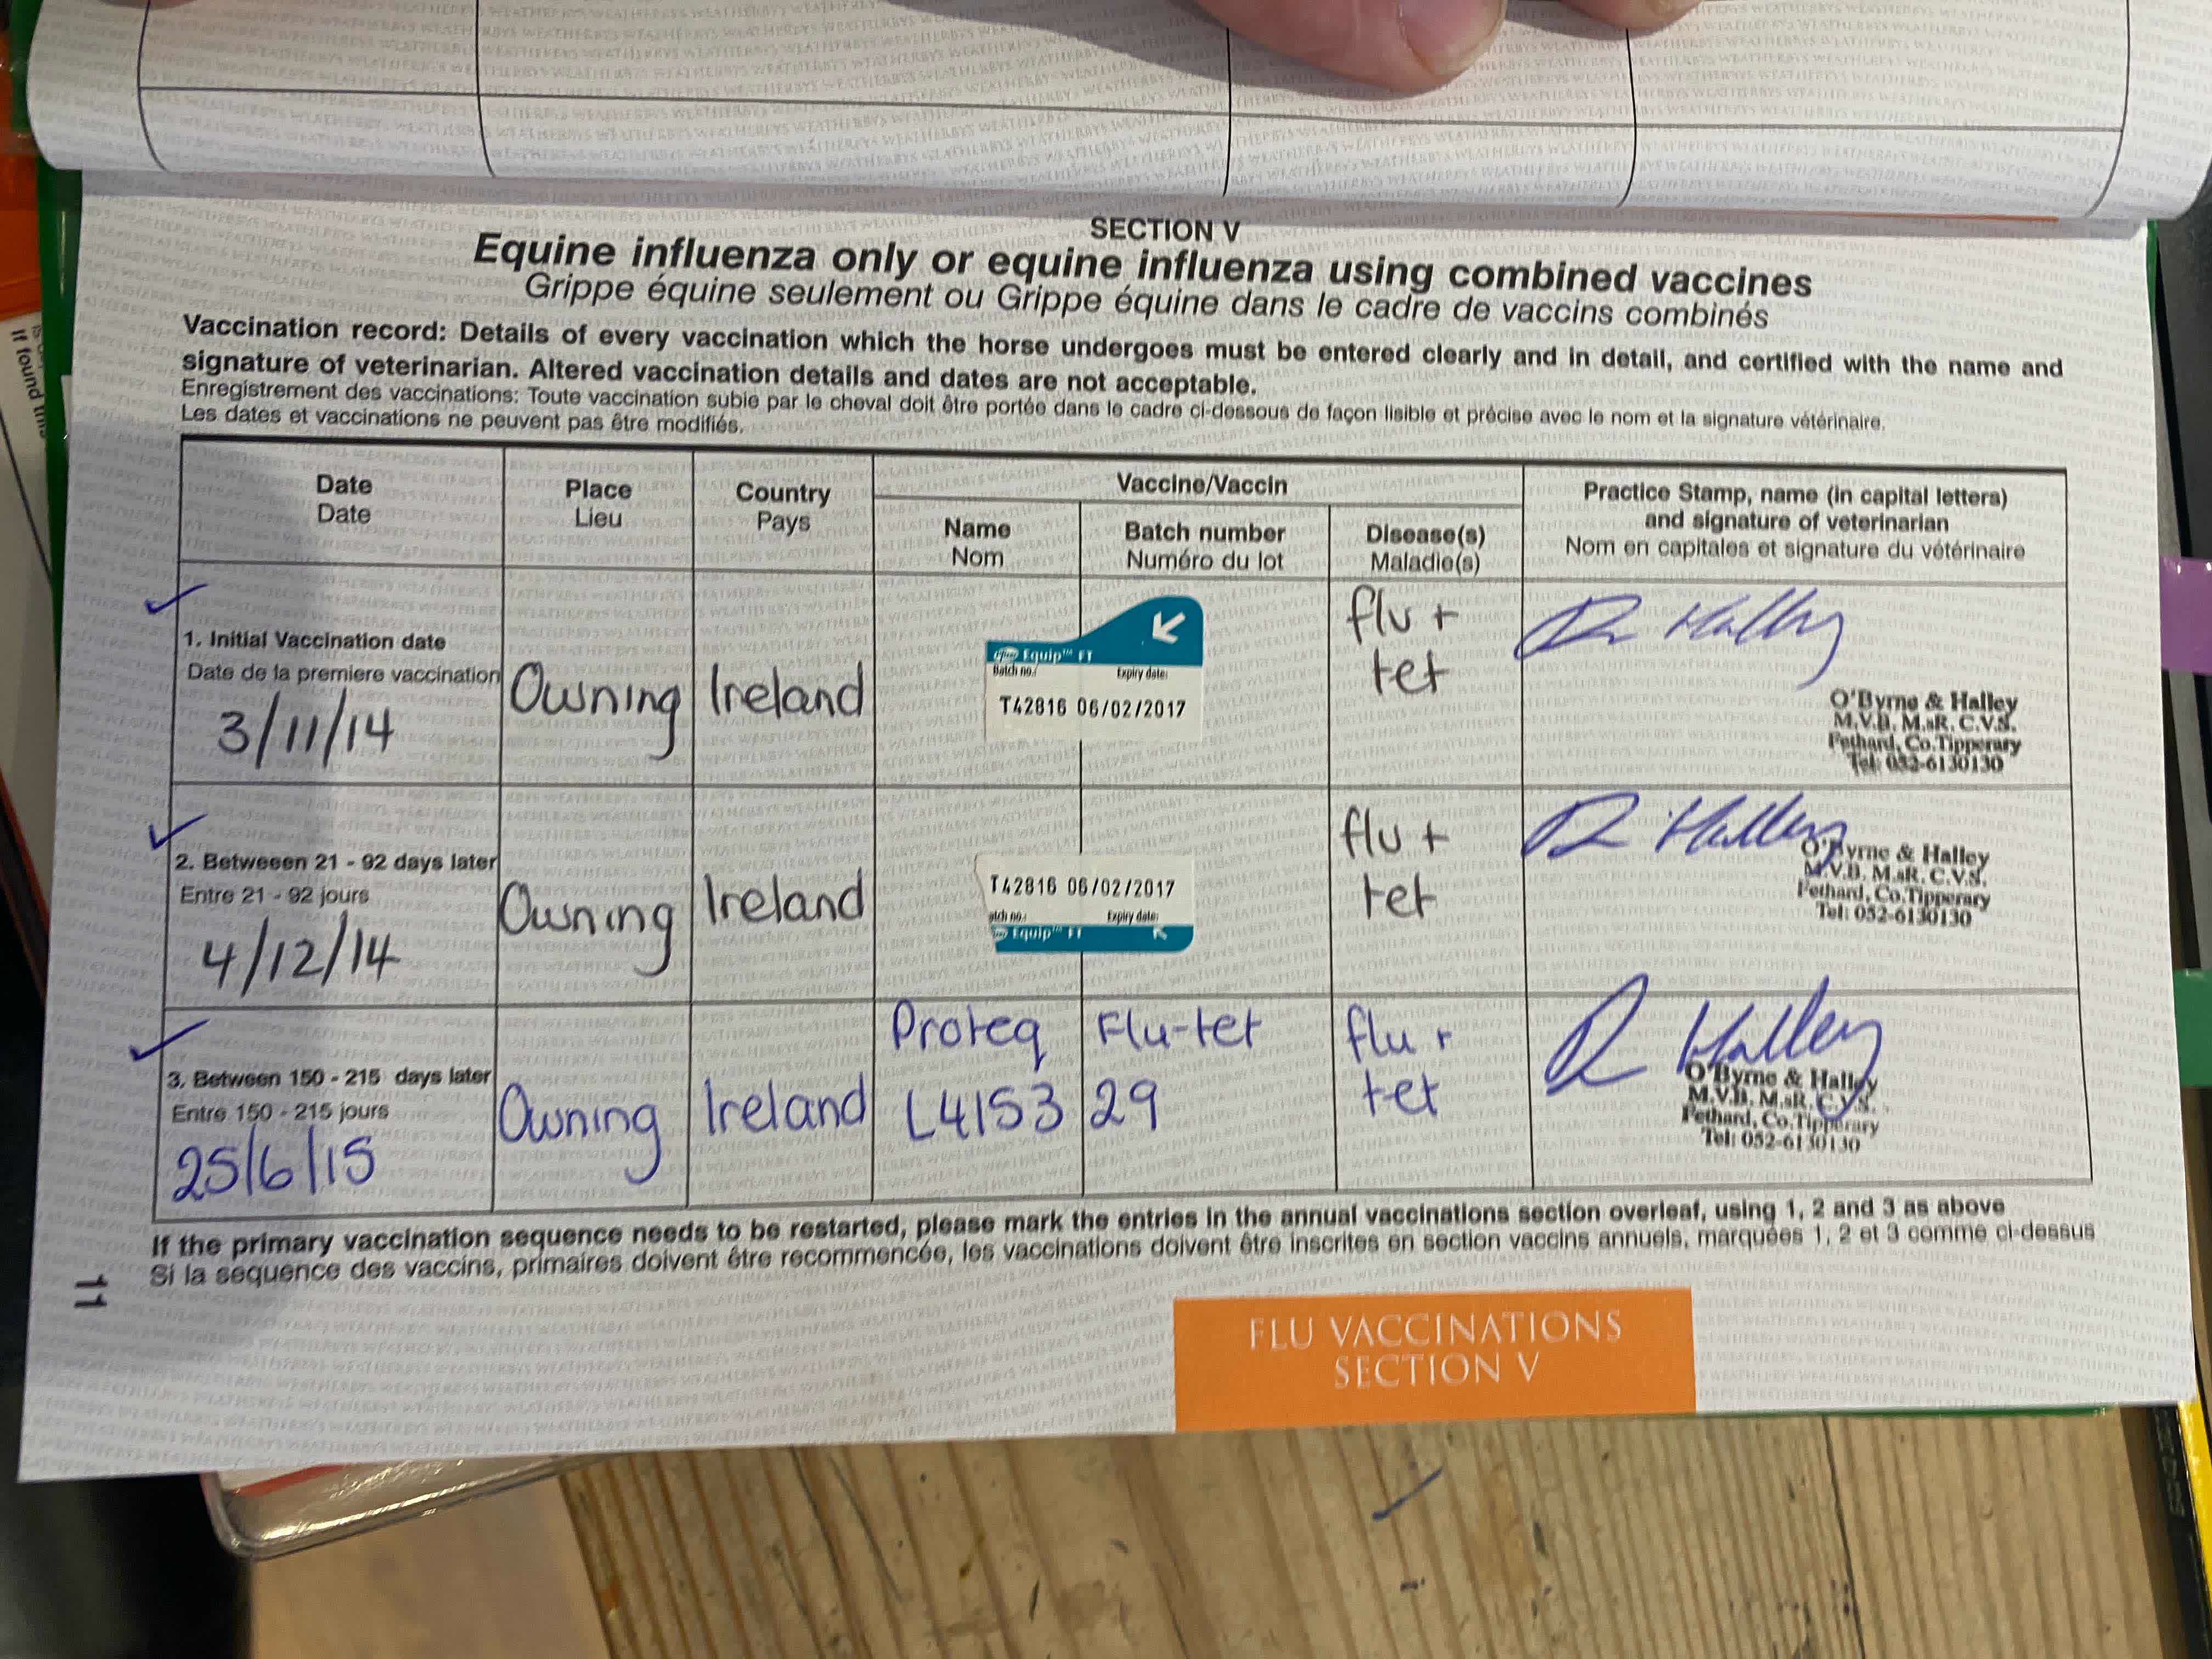 SECTION V
Equine influenza only or equine influenza using combined vaccines
Grippe équine seulement ou Grippe équine dans le cadre de vaccins combinés
Vaccination record: Details of every vaccination which the horse undergoes must be entered clearly and in detail, and certified with the name and
signature of veterinarian. Altered vaccination details and dates are not acceptable.
Enregistrement des vaccinations: Toute vaccination subie par le cheval doit être portée dans le cadre ci-dessous de façon lisible et précise avec le nom et la signature vétérinaire.
Les dates et vaccinations ne peuvent pas être modifiés.
Date
Date
Place
Lieu
Country
Pays
Vaccine/Vaccin
Name
Nom
Batch number
Numéro du lot
Disease(s)
Maladie(s)
Practice Stamp, name (in capital letters)
and signature of veterinarian
Nom en capitales et signature du vétérinaire
1. Initial Vaccination date
Date de la premiere vaccination
3/11/14
Owning
Ireland
Equip™ FT
Batch no.: Expiry date:
T42816 06/02/2017
flu +
tet
Halley
O'Byrne & Halley
M.V.B. M.sR. C.V.S.
Fethard, Co.Tipperary
Tel: 052-6130130
2. Betweeen 21 - 92 days later
Entre 21 - 92 jours
4/12/14
Owning
Ireland
T42816 06/02/2017
atch no.: Expiry date:
Equip™ FT
flu +
tet
Halley
O'Byrne & Halley
M.V.B. M.sR. C.V.S.
Fethard, Co.Tipperary
Tel: 052-6130130
3. Between 150 - 215 days later
Entre 150 - 215 jours
25/6/15
Owning
Ireland
Proteq Flu-tet
L4153 29
flu +
tet
Halley
O'Byrne & Halley
M.V.B. M.sR. C.V.S.
Fethard, Co.Tipperary
Tel: 052-6130130
If the primary vaccination sequence needs to be restarted, please mark the entries in the annual vaccinations section overleaf, using 1, 2 and 3 as above
Si la sequence des vaccins, primaires doivent être recommencée, les vaccinations doivent être inscrites en section vaccins annuels, marquées 1, 2 et 3 comme ci-dessus
11
FLU VACCINATIONS
SECTION V
If found